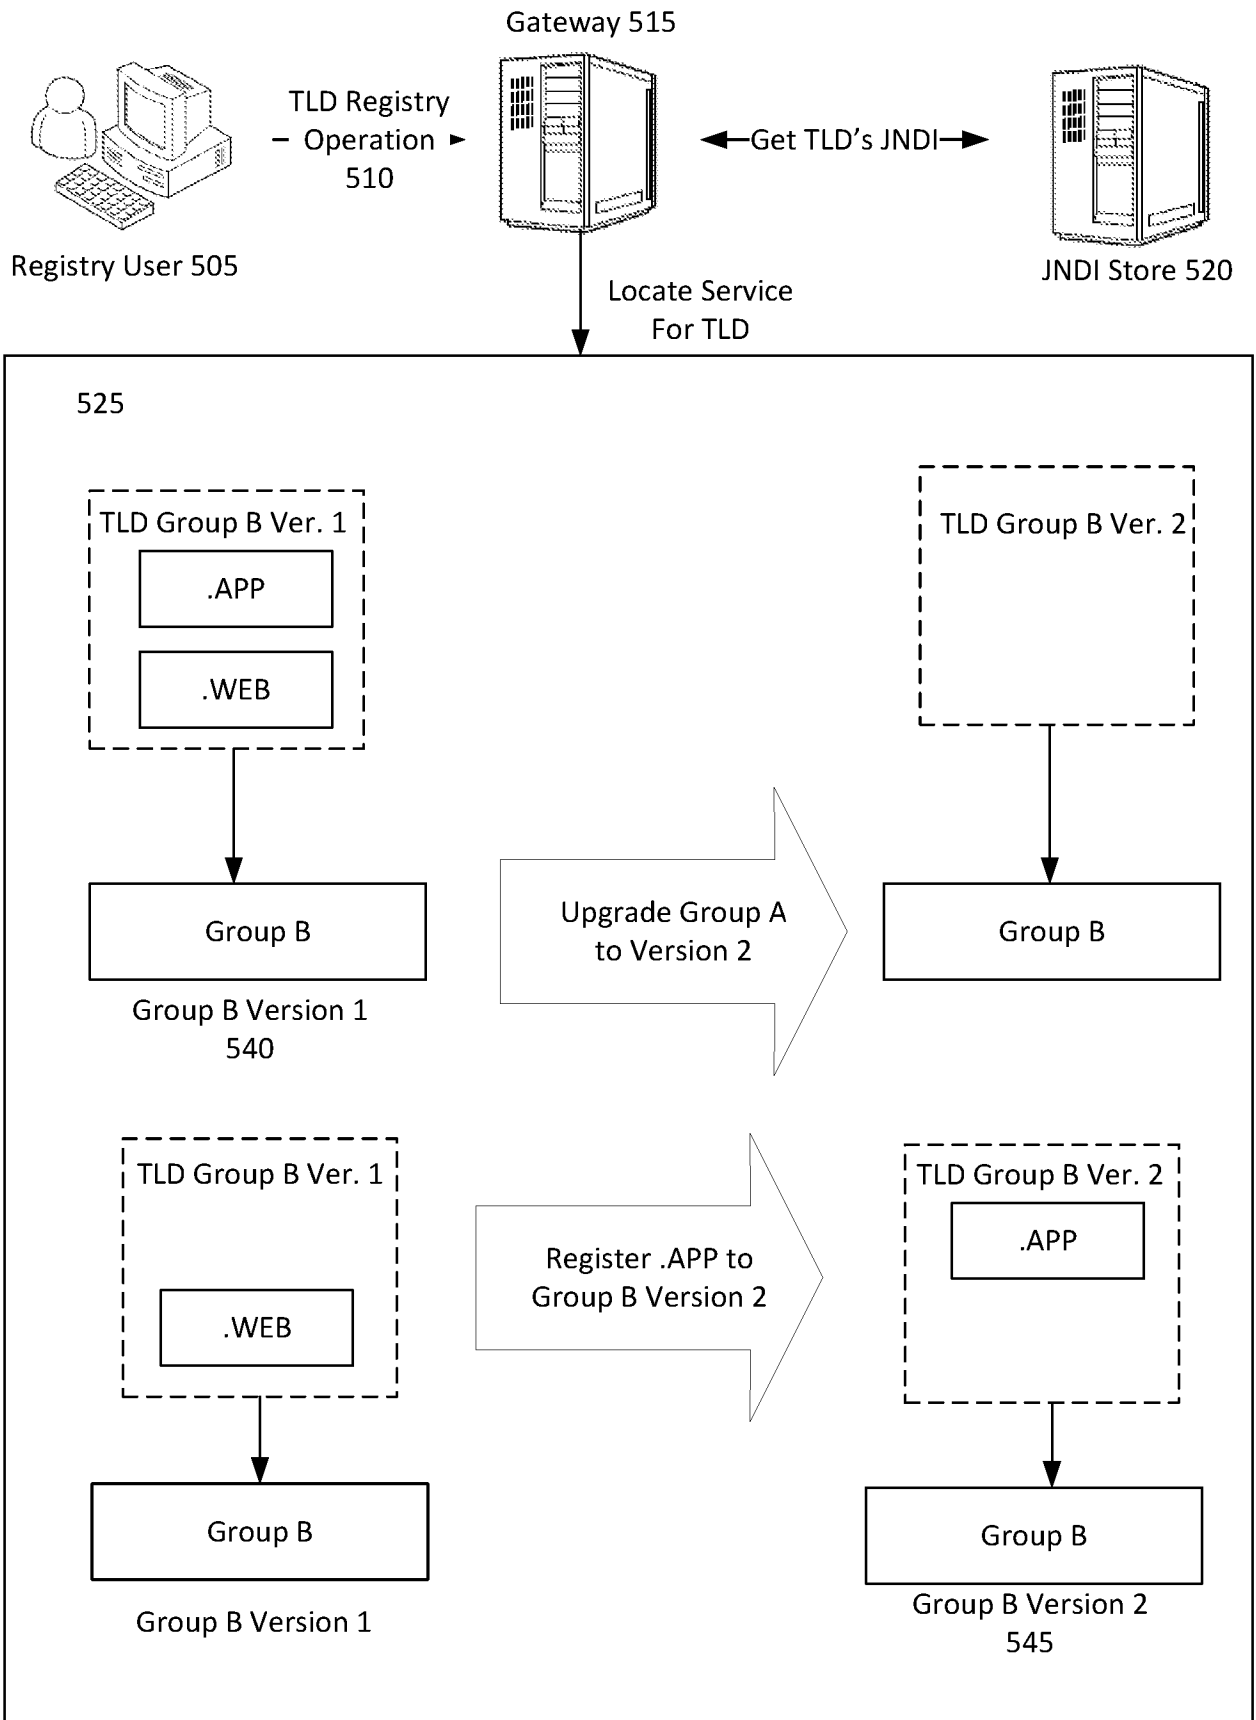 Gateway 515
TLD Registry
Operation
510
Get TLD's JNDI
Registry User 505
JNDI Store 520
Locate Service
For TLD
525
TLD Group B Ver. 1
.APP
.WEB
TLD Group B Ver. 2
Group B
Group B Version 1
540
Upgrade Group A
to Version 2
Group B
TLD Group B Ver. 1
.WEB
Register .APP to
Group B Version 2
TLD Group B Ver. 2
.APP
Group B
Group B Version 1
Group B
Group B Version 2
545